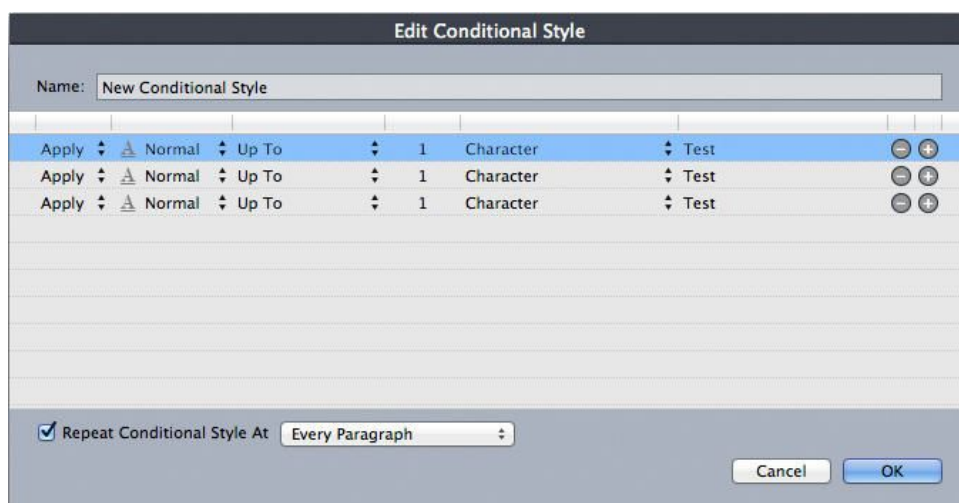 Edit Conditional Style
Name: New Conditional Style
Apply A Normal Up To 1 Character Test
Apply A Normal Up To 1 Character Test
Apply A Normal Up To 1 Character Test
Repeat Conditional Style At Every Paragraph
Cancel OK